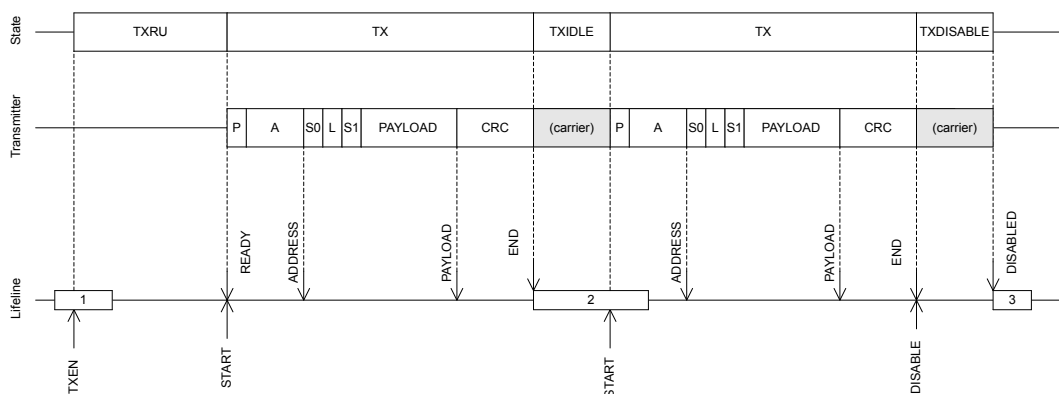 State
TXRU
TX
TXIDLE
TX
TXDISABLE
Transmitter
P
A
S0
L
S1
PAYLOAD
CRC
(carrier)
P
A
S0
L
S1
PAYLOAD
CRC
(carrier)
READY
ADDRESS
PAYLOAD
END
ADDRESS
PAYLOAD
END
DISABLED
Lifeline
1
2
3
TXEN
START
START
DISABLE